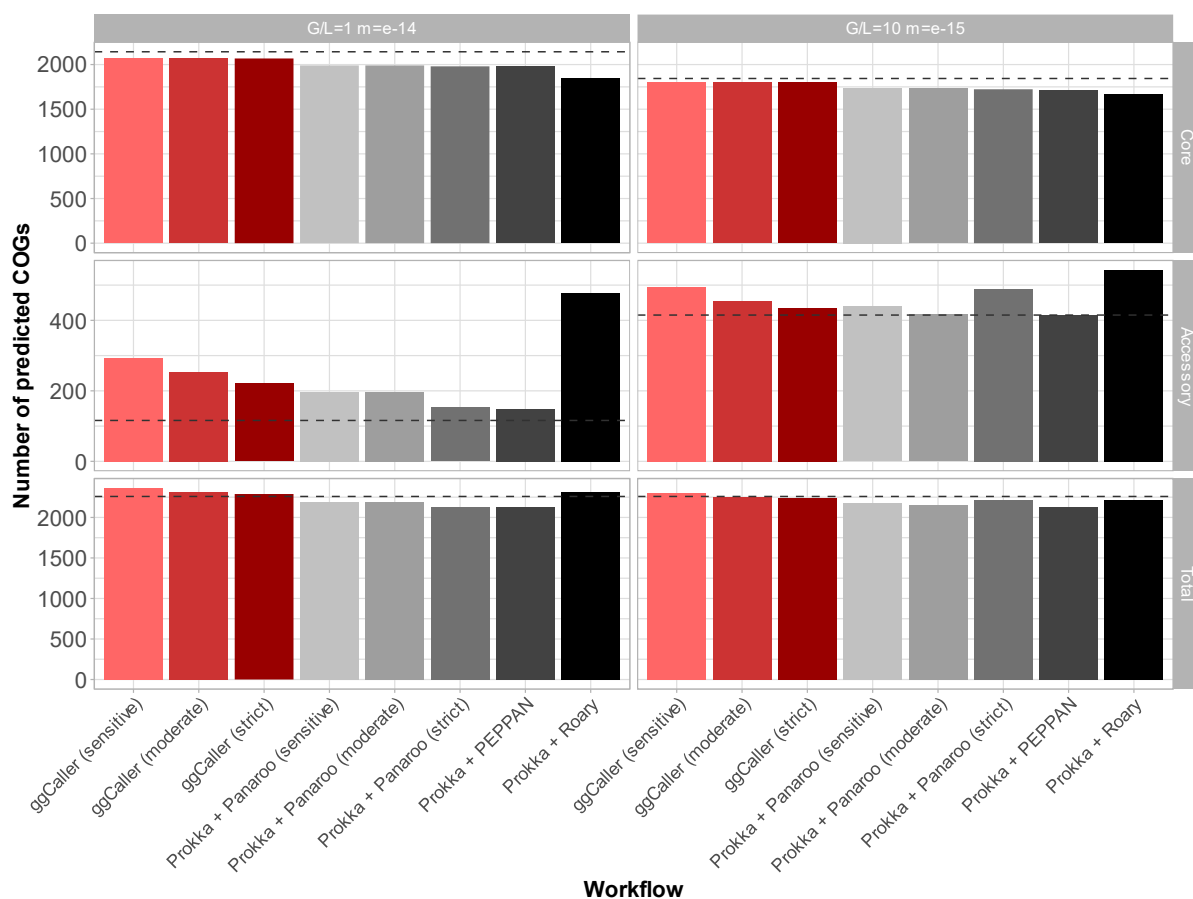 G/L=1 m=e-14
G/L=10 m=e-15
Number of predicted COGs
2000
1500
1000
500
0
Core
400
200
0
Accessory
2000
1500
1000
500
0
Total
ggCaller (sensitive)
ggCaller (moderate)
ggCaller (strict)
Prokka + Panaroo (sensitive)
Prokka + Panaroo (moderate)
Prokka + Panaroo (strict)
Prokka + PEPPAN
Prokka + Roary
ggCaller (sensitive)
ggCaller (moderate)
ggCaller (strict)
Prokka + Panaroo (sensitive)
Prokka + Panaroo (moderate)
Prokka + Panaroo (strict)
Prokka + PEPPAN
Prokka + Roary
Workflow